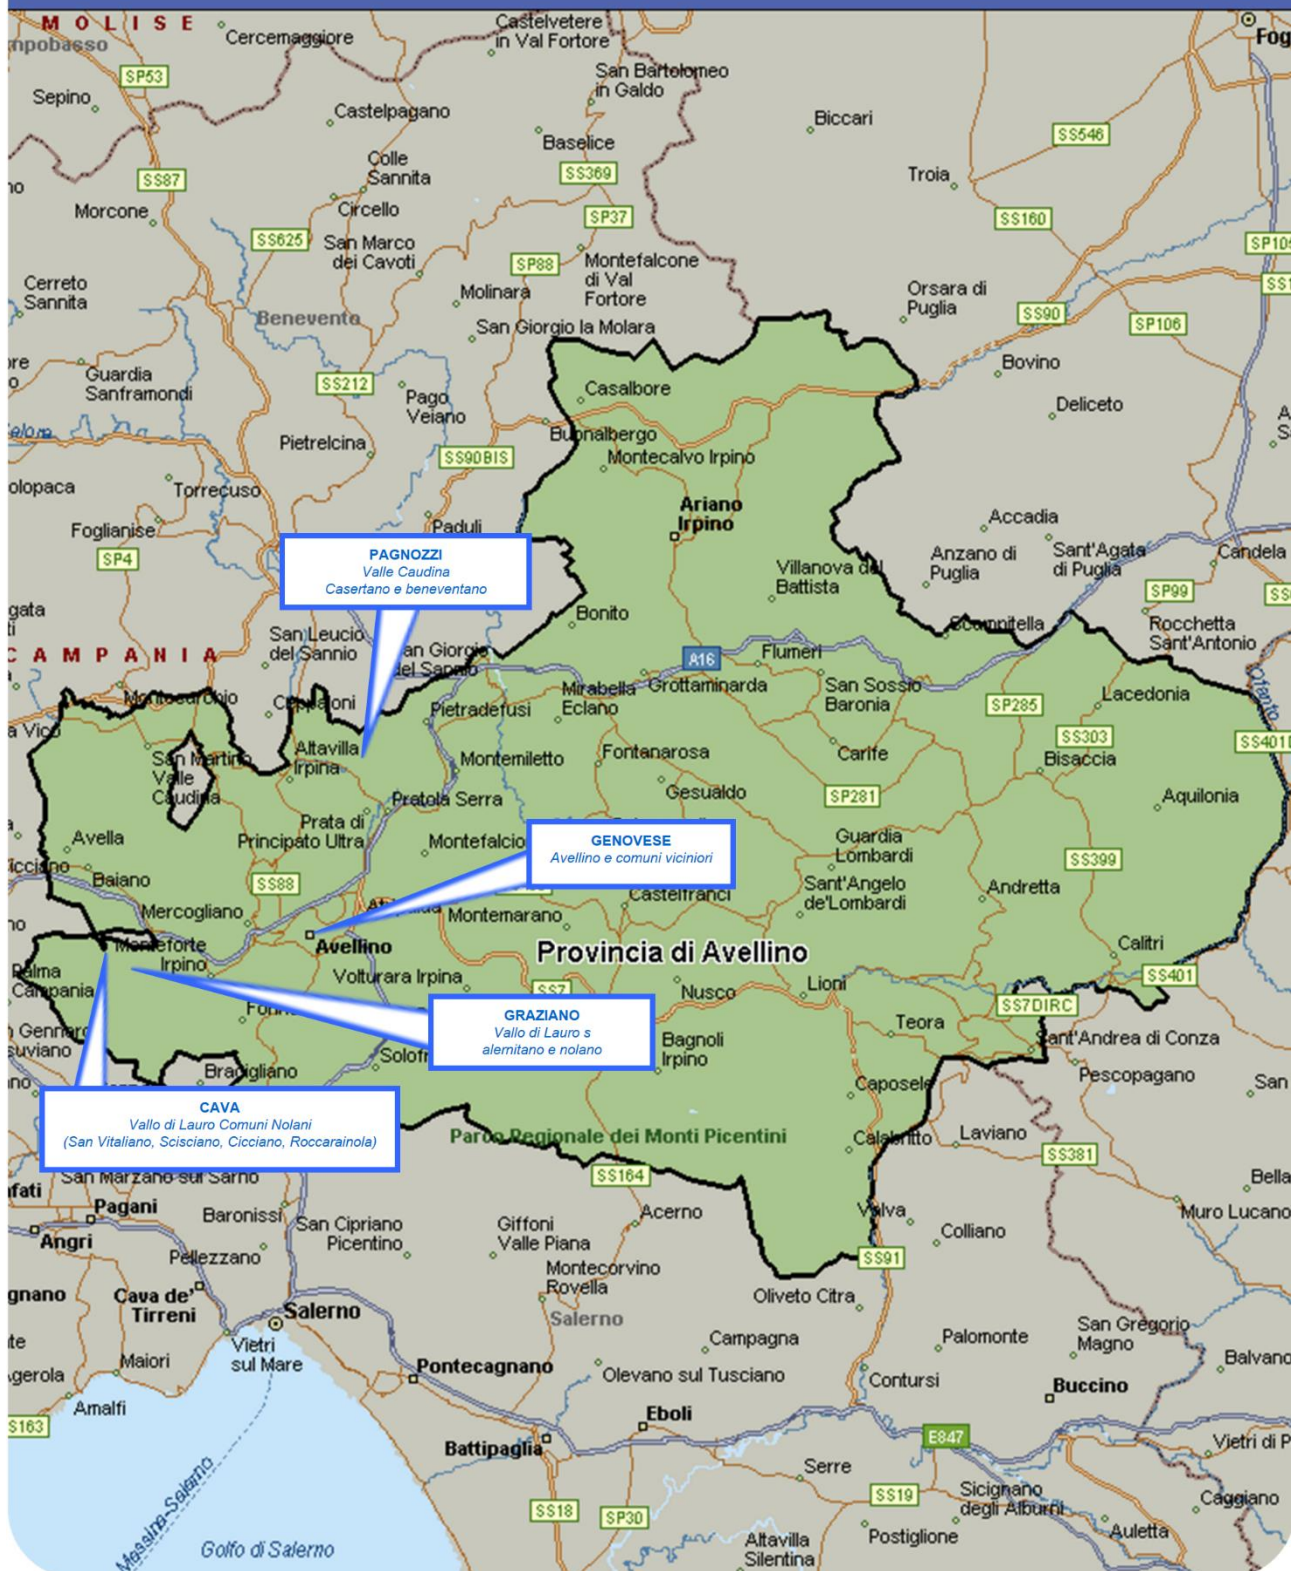 MOLISE
Castelvetere
in Val Fortore
Cercemaggiore
SP53
San Bartolomeo
in Galdo
Sepino
Castelpagano
Biccari
SS546
Baselice
Colle
Sannita
SS369
Troia
SS87
Circello
Morcone
SP37
SS160
SS625
San Marco
dei Cavoti
SP88
Montefalcone
di Val
Fortore
Cerreto
Sannita
Molinara
Orsara di
Puglia
Benevento
SS90
SP106
San Giorgio la Molara
Guardia
Sanframondi
SS212
Bovino
Pago
Veiano
Casalbore
Deliceto
Pietrelcina
Buonalbergo
SS90BIS
Montecalvo Irpino
Torrecuso
Ariano
Irpino
Foglianise
Paduli
Accadia
SP4
PAGNOZZI
Valle Caudina
Casertano e beneventano
Anzano di
Puglia
Sant'Agata
di Puglia
Candela
Villanova del
Battista
SP99
Bonito
Rocchetta
Sant'Antonio
San Leucio
del Sannio
CAMPANIA
A16
Flumeri
Grottaminarda
Mirabella
Eclano
San Sossio
Baronia
Lacedonia
Ofanto
SP285
Ceppaloni
Pietradefusi
SS303
Altavilla
Irpina
Montemiletto
Fontanarosa
Carife
Bisaccia
San Martino
Valle
Caudina
Gesualdo
SP281
Aquilonia
Pratola Serra
Prata di
Principato Ultra
GENOVESE
Avellino e comuni viciniori
Avella
Guardia
Lombardi
SS399
Baiano
SS88
Castelfranci
Sant'Angelo
de'Lombardi
Andretta
Mercogliano
Montemarano
Avellino
Provincia di Avellino
Monteforte
Irpino
Calitri
Palma
Campania
Volturara Irpina
SS7
Nusco
Lioni
SS401
SS7DIRC
GRAZIANO
Vallo di Lauro s
alernitano e nolano
Teora
Bagnoli
Irpino
Sant'Andrea di Conza
Pescopagano
Bracigliano
Caposele
CAVA
Vallo di Lauro Comuni Nolani
(San Vitaliano, Scisciano, Cicciano, Roccarainola)
Parco Regionale dei Monti Picentini
Calabritto
Laviano
SS381
SS164
San Marzano sul Sarno
Bella
Pagani
Baronissi
Acerno
Valva
Muro Lucano
San Cipriano
Picentino
Giffoni
Valle Piana
Angri
Colliano
Pellezzano
SS91
Montecorvino
Rovella
Cava de'
Tirreni
Salerno
Oliveto Citra
Salerno
San Gregorio
Magno
Campagna
Palomonte
Vietri
sul Mare
Maiori
Balvano
Pontecagnano
Olevano sul Tusciano
Contursi
Buccino
Amalfi
Eboli
Battipaglia
E847
Serre
SS19
Sicignano
degli Alburni
Caggiano
SS18
SP30
Postiglione
Auletta
Messina-Salerno
Golfo di Salerno
Altavilla
Silentina